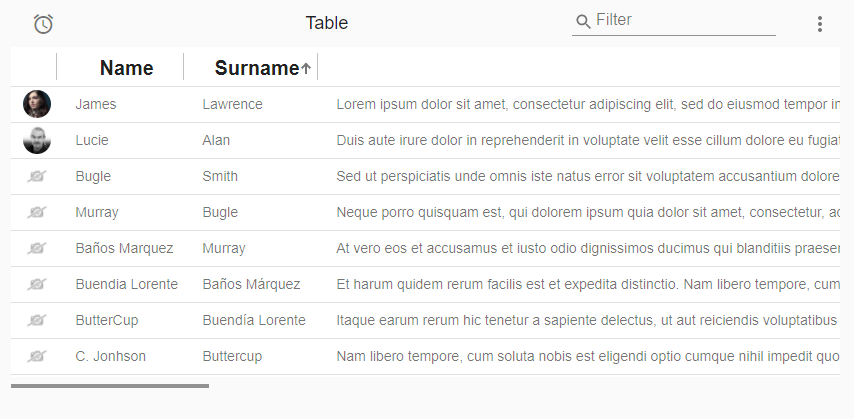 Table
Filter
Name Surname
James Lawrence Lorem ipsum dolor sit amet, consectetur adipiscing elit, sed do eiusmod tempor in
Lucie Alan Duis aute irure dolor in reprehenderit in voluptate velit esse cillum dolore eu fugiat
Bugle Smith Sed ut perspiciatis unde omnis iste natus error sit voluptatem accusantium dolore
Murray Bugle Neque porro quisquam est, qui dolorem ipsum quia dolor sit amet, consectetur, ad
Baños Marquez Murray At vero eos et accusamus et iusto odio dignissimos ducimus qui blanditiis praesen
Buendia Lorente Baños Márquez Et harum quidem rerum facilis est et expedita distinctio. Nam libero tempore, cum
ButterCup Buendía Lorente Itaque earum rerum hic tenetur a sapiente delectus, ut aut reiciendis voluptatibus
C. Jonhson Buttercup Nam libero tempore, cum soluta nobis est eligendi optio cumque nihil impedit quo